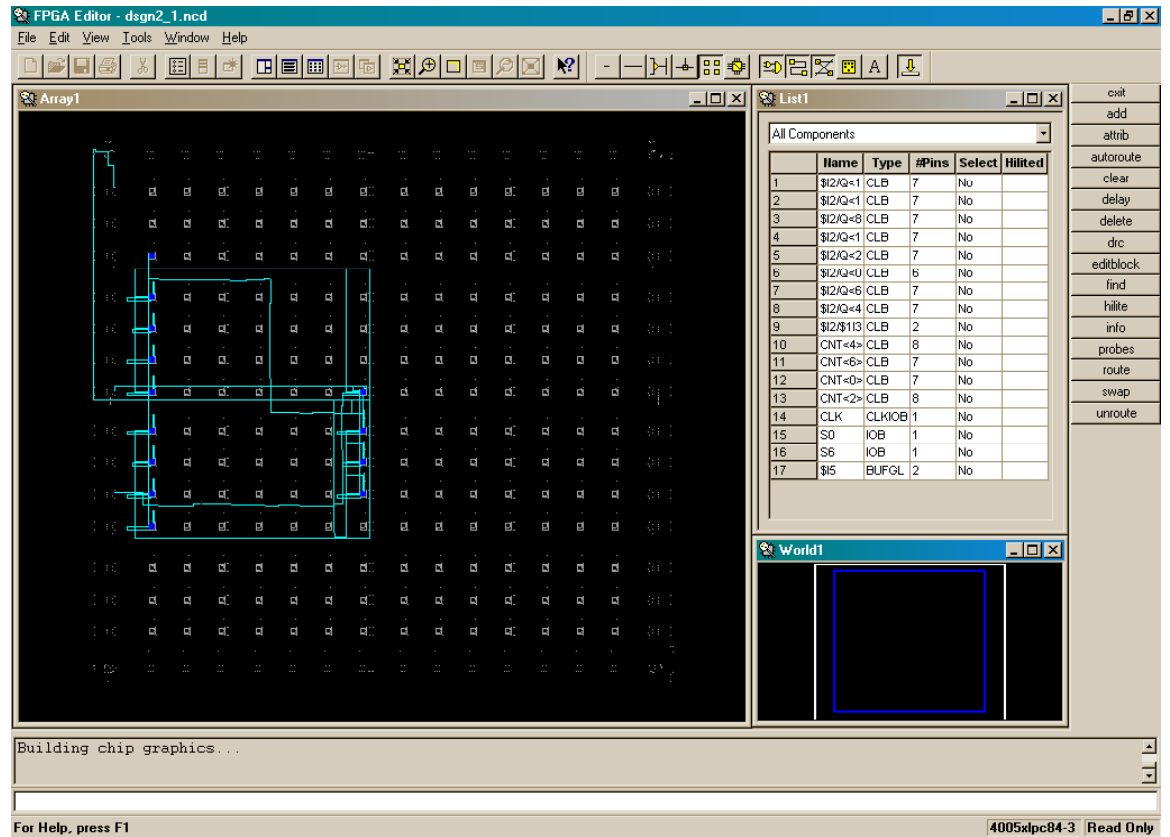 FPGA Editor - dsgn2_1.ncd
File Edit View Tools Window Help
A
Array1
List1
All Components
Name Type #Pins Select Hilited
1 $I2/Q<1 CLB 7 No
2 $I2/Q<1 CLB 7 No
3 $I2/Q<8 CLB 7 No
4 $I2/Q<1 CLB 7 No
5 $I2/Q<2 CLB 7 No
6 $I2/Q<0 CLB 6 No
7 $I2/Q<6 CLB 7 No
8 $I2/Q<4 CLB 7 No
9 $I2/$1I3 CLB 2 No
10 CNT<4> CLB 8 No
11 CNT<6> CLB 7 No
12 CNT<0> CLB 7 No
13 CNT<2> CLB 8 No
14 CLK CLKIOB 1 No
15 S0 IOB 1 No
16 S6 IOB 1 No
17 $I5 BUFGL 2 No
World1
exit
add
attrib
autoroute
clear
delay
delete
drc
editblock
find
hilite
info
probes
route
swap
unroute
Building chip graphics...
For Help, press F1
4005xlpc84-3 Read Only